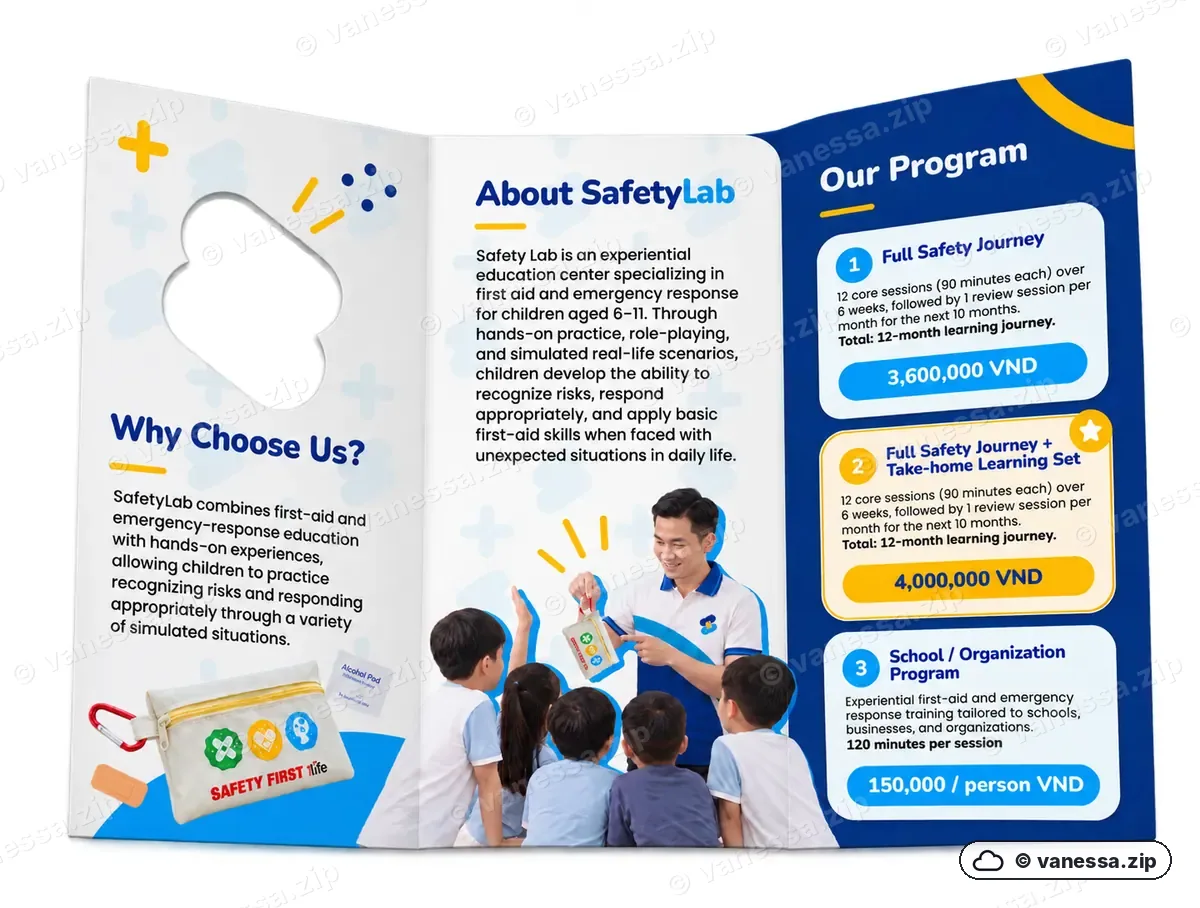 Why Choose Us?
SafetyLab combines first-aid and
emergency-response education
with hands-on experiences,
allowing children to practice
recognizing risks and responding
appropriately through a variety
of simulated situations.
Alcohol Pad
SAFETY FIRST 1life
About SafetyLab
Safety Lab is an experiential
education center specializing in
first aid and emergency response
for children aged 6–11. Through
hands-on practice, role-playing,
and simulated real-life scenarios,
children develop the ability to
recognize risks, respond
appropriately, and apply basic
first-aid skills when faced with
unexpected situations in daily life.
Our Program
1
Full Safety Journey
12 core sessions (90 minutes each) over
6 weeks, followed by 1 review session per
month for the next 10 months.
Total: 12-month learning journey.
3,600,000 VND
2
Full Safety Journey +
Take-home Learning Set
12 core sessions (90 minutes each) over
6 weeks, followed by 1 review session per
month for the next 10 months.
Total: 12-month learning journey.
4,000,000 VND
3
School / Organization
Program
Experiential first-aid and emergency
response training tailored to schools,
businesses, and organizations.
120 minutes per session
150,000 / person VND
© vanessa.zip